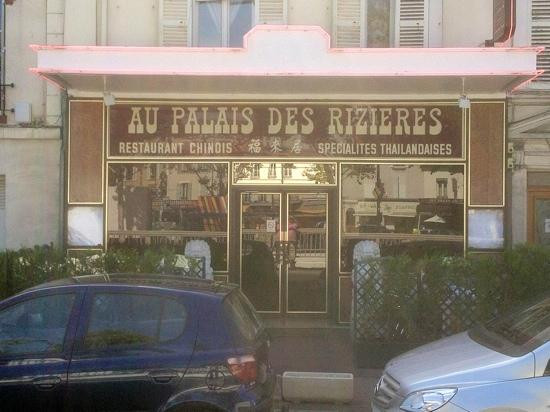 AU PALAIS DES RIZIERES
RESTAURANT CHINOIS 福來居 SPECIALITES THAILANDAISES